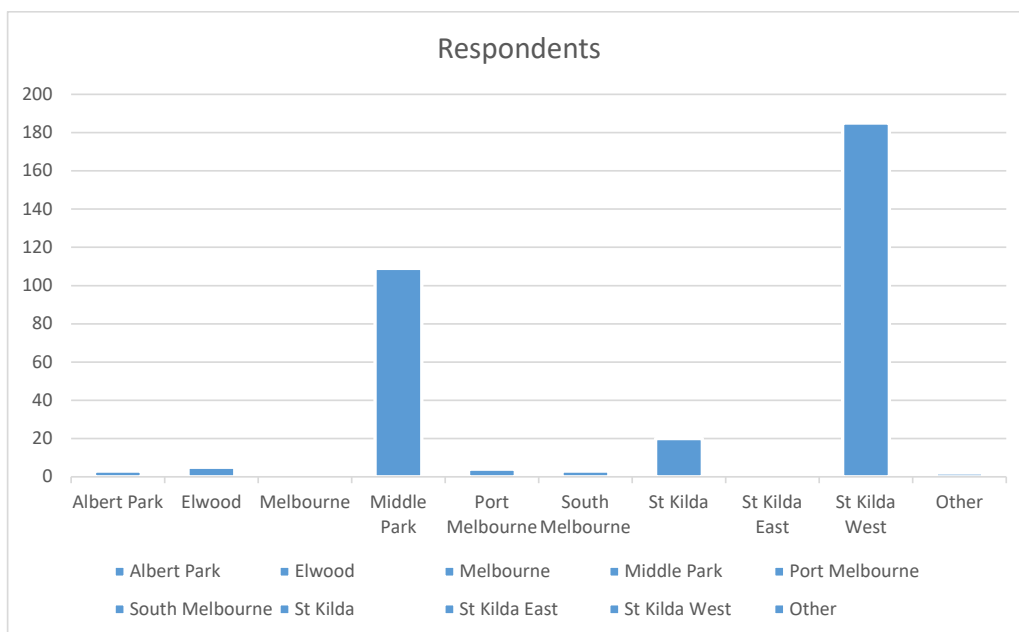 Respondents
200
180
160
140
120
100
80
60
40
20
0
Albert Park Elwood Melbourne Middle Park Port Melbourne South Melbourne St Kilda St Kilda East St Kilda West Other
Albert Park Elwood Melbourne Middle Park Port Melbourne
South Melbourne St Kilda St Kilda East St Kilda West Other